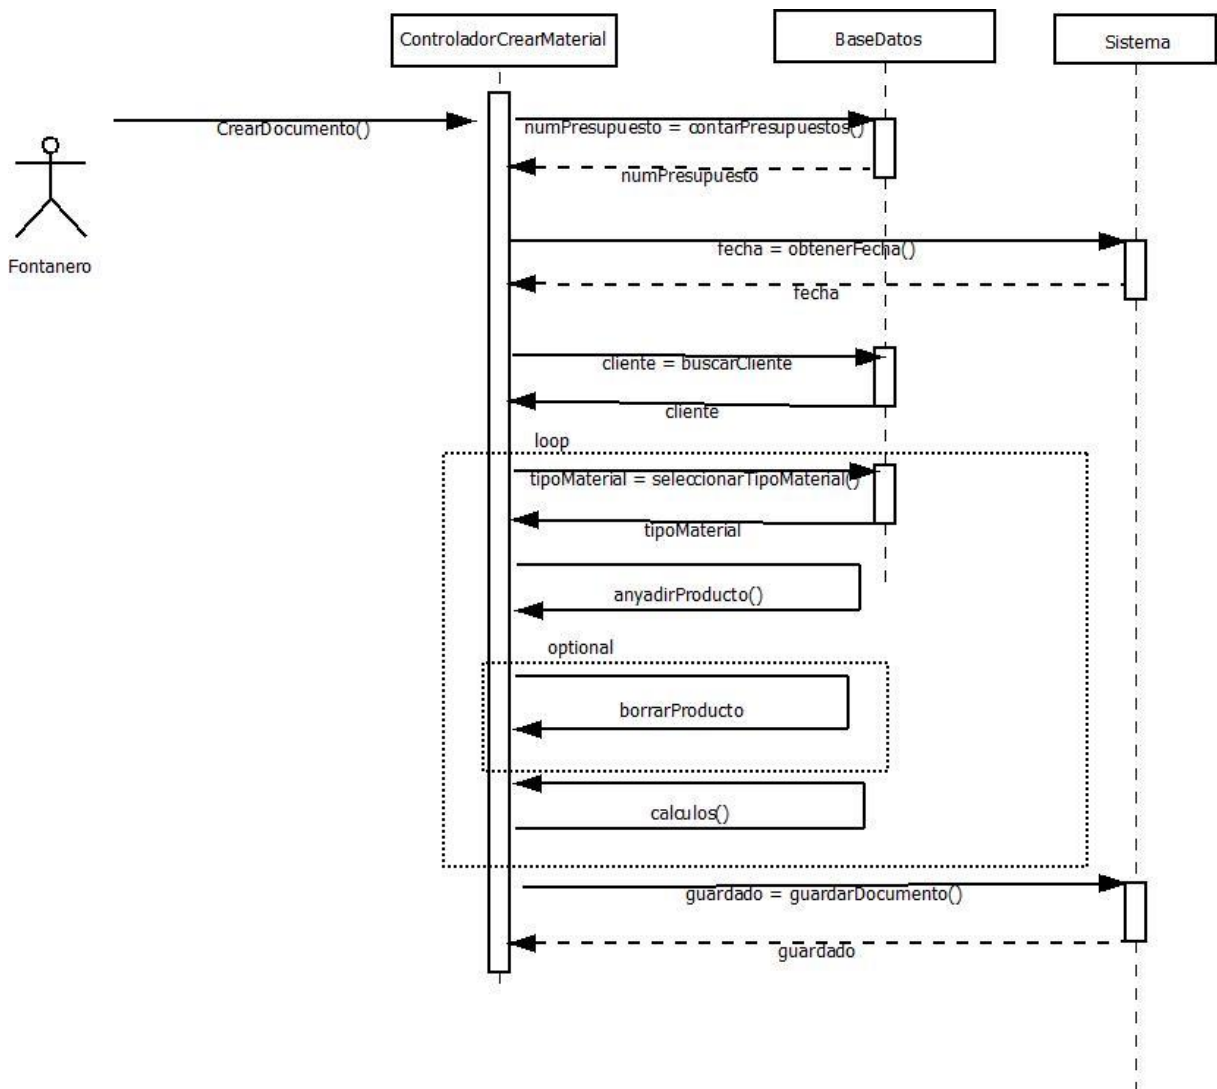 ControladorCrearMaterial
BaseDatos
Sistema
CrearDocumento()
numPresupuesto = contarPresupuestos()
numPresupuesto
Fontanero
fecha = obtenerFecha()
fecha
cliente = buscarCliente
cliente
loop
tipoMaterial = seleccionarTipoMaterial()
tipoMaterial
anyadirProducto()
optional
borrarProducto
calculos()
guardado = guardarDocumento()
guardado